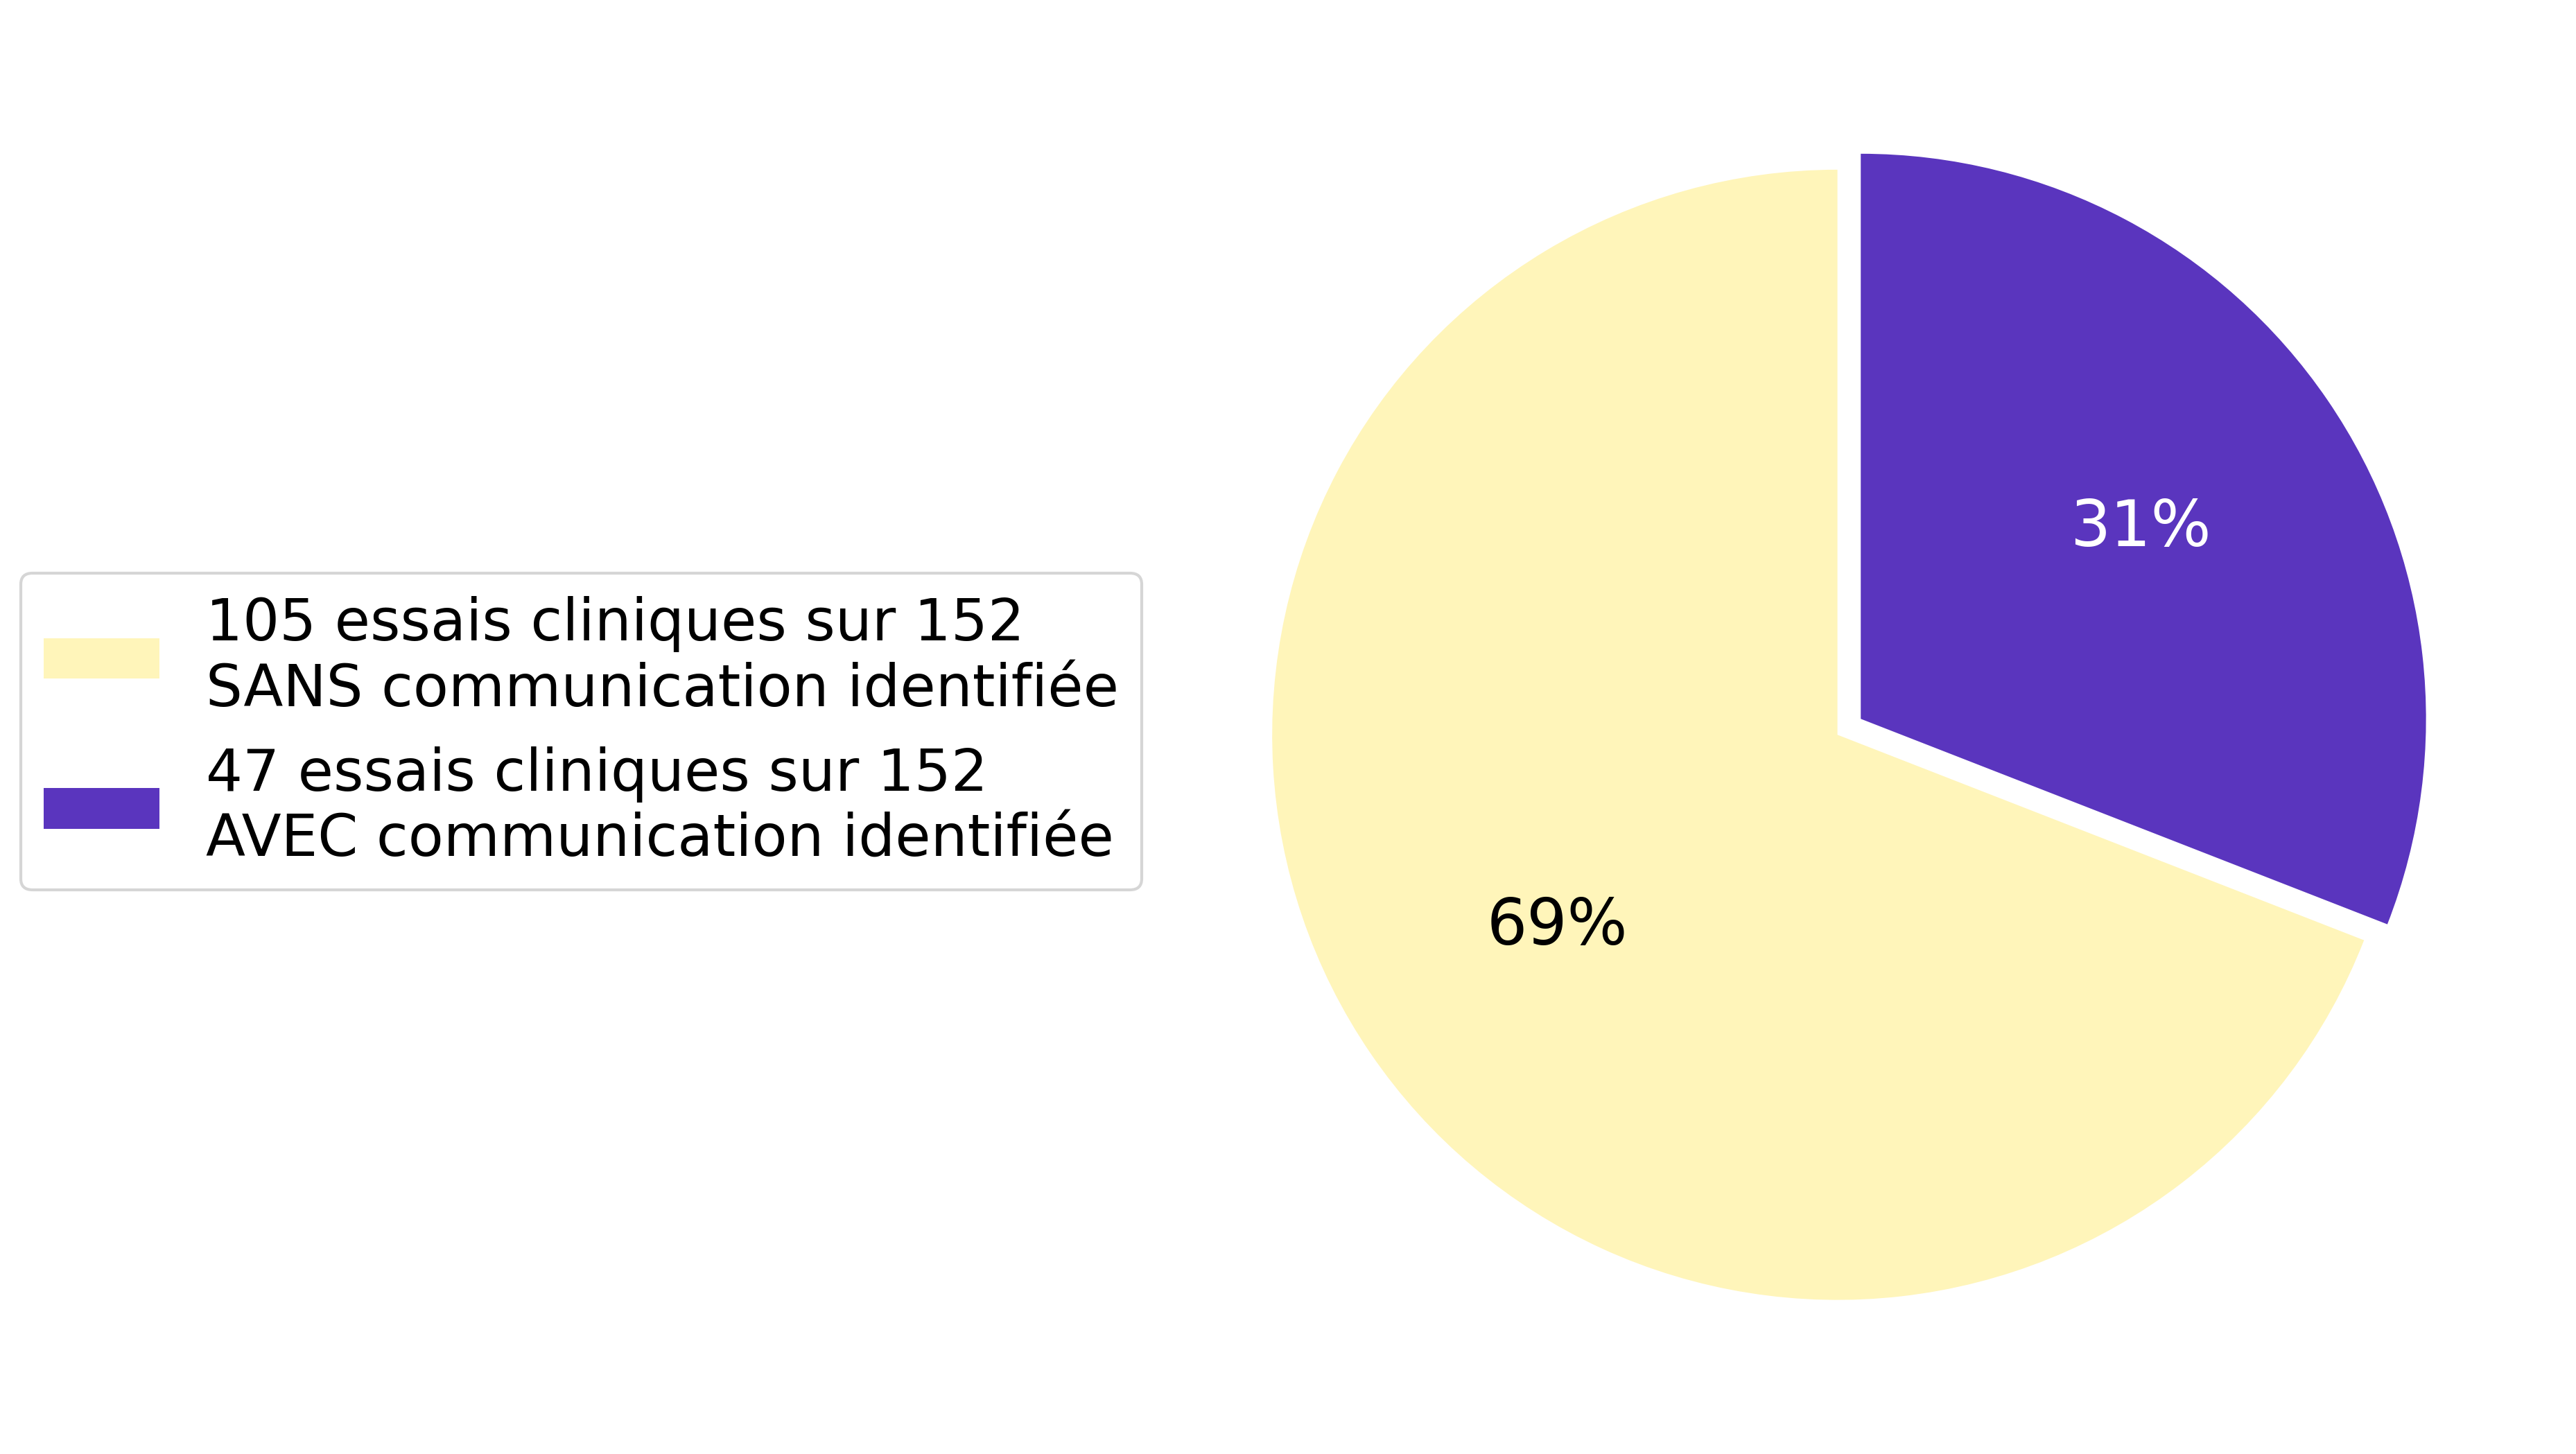 105 essais cliniques sur 152
SANS communication identifiée
47 essais cliniques sur 152
AVEC communication identifiée
31%
69%